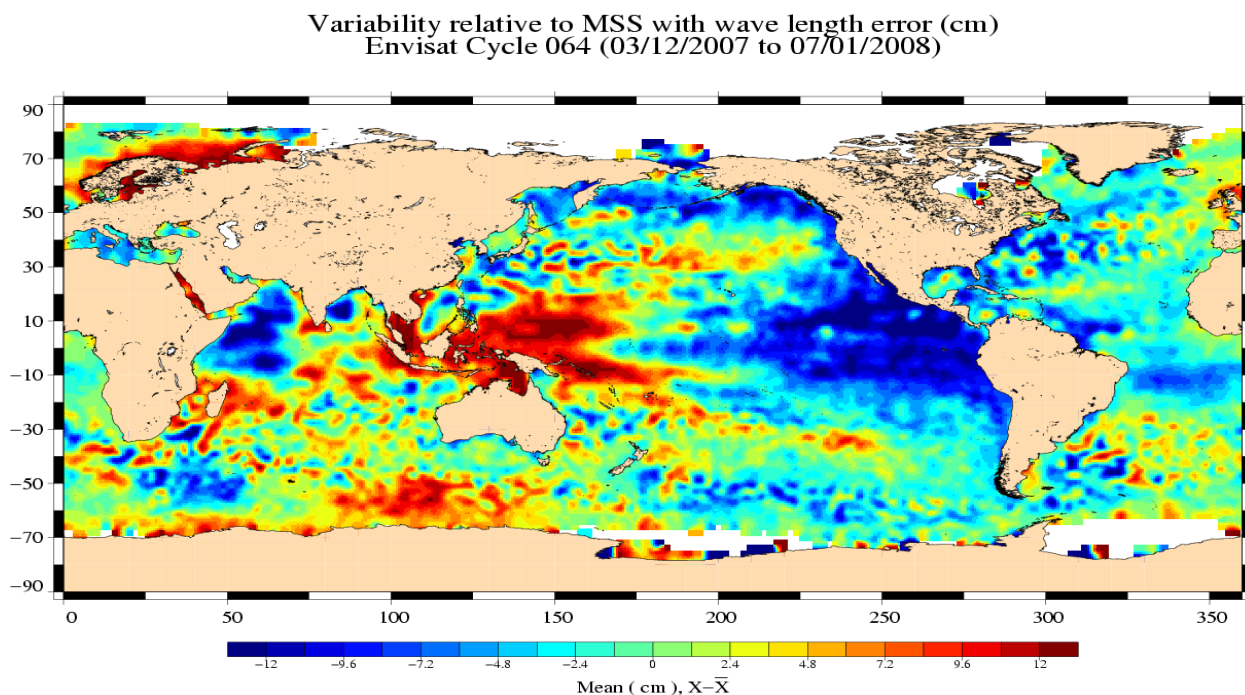 Variability relative to MSS with wave length error (cm)
Envisat Cycle 064 (03/12/2007 to 07/01/2008)
90
70
50
30
10
−10
−30
−50
−70
−90
0 50 100 150 200 250 300 350
−12 −9.6 −7.2 −4.8 −2.4 0 2.4 4.8 7.2 9.6 12
Mean ( cm ), X−X̅